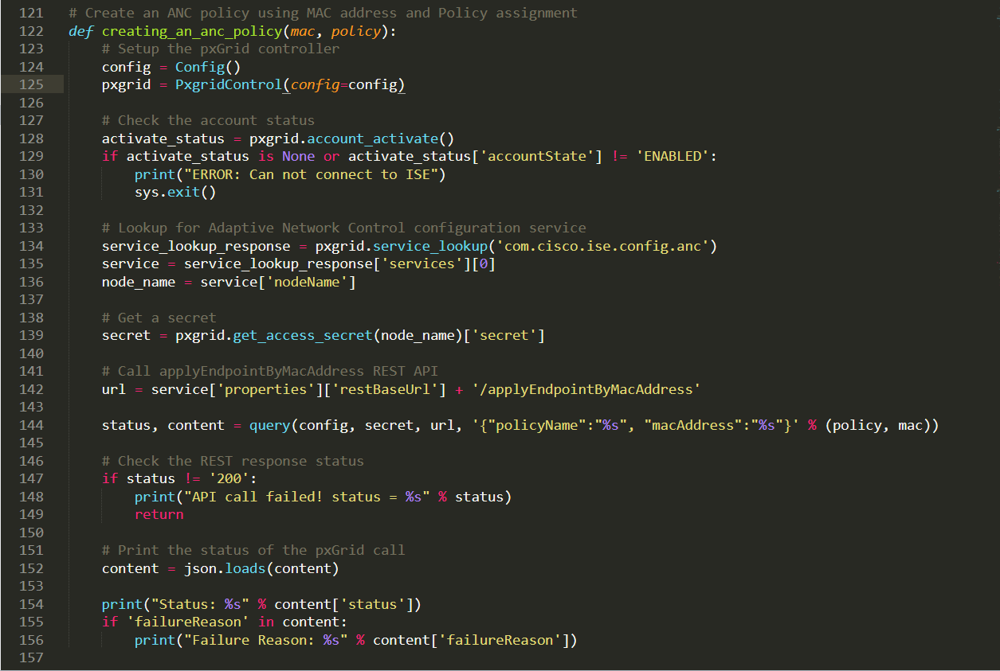 121 # Create an ANC policy using MAC address and Policy assignment
122 def creating_an_anc_policy(mac, policy):
123     # Setup the pxGrid controller
124     config = Config()
125     pxgrid = PxgridControl(config=config)
126
127     # Check the account status
128     activate_status = pxgrid.account_activate()
129     if activate_status is None or activate_status['accountState'] != 'ENABLED':
130         print("ERROR: Can not connect to ISE")
131         sys.exit()
132
133     # Lookup for Adaptive Network Control configuration service
134     service_lookup_response = pxgrid.service_lookup('com.cisco.ise.config.anc')
135     service = service_lookup_response['services'][0]
136     node_name = service['nodeName']
137
138     # Get a secret
139     secret = pxgrid.get_access_secret(node_name)['secret']
140
141     # Call applyEndpointByMacAddress REST API
142     url = service['properties']['restBaseUrl'] + '/applyEndpointByMacAddress'
143
144     status, content = query(config, secret, url, '{"policyName":"%s", "macAddress":"%s"}' % (policy, mac))
145
146     # Check the REST response status
147     if status != '200':
148         print("API call failed! status = %s" % status)
149         return
150
151     # Print the status of the pxGrid call
152     content = json.loads(content)
153
154     print("Status: %s" % content['status'])
155     if 'failureReason' in content:
156         print("Failure Reason: %s" % content['failureReason'])
157